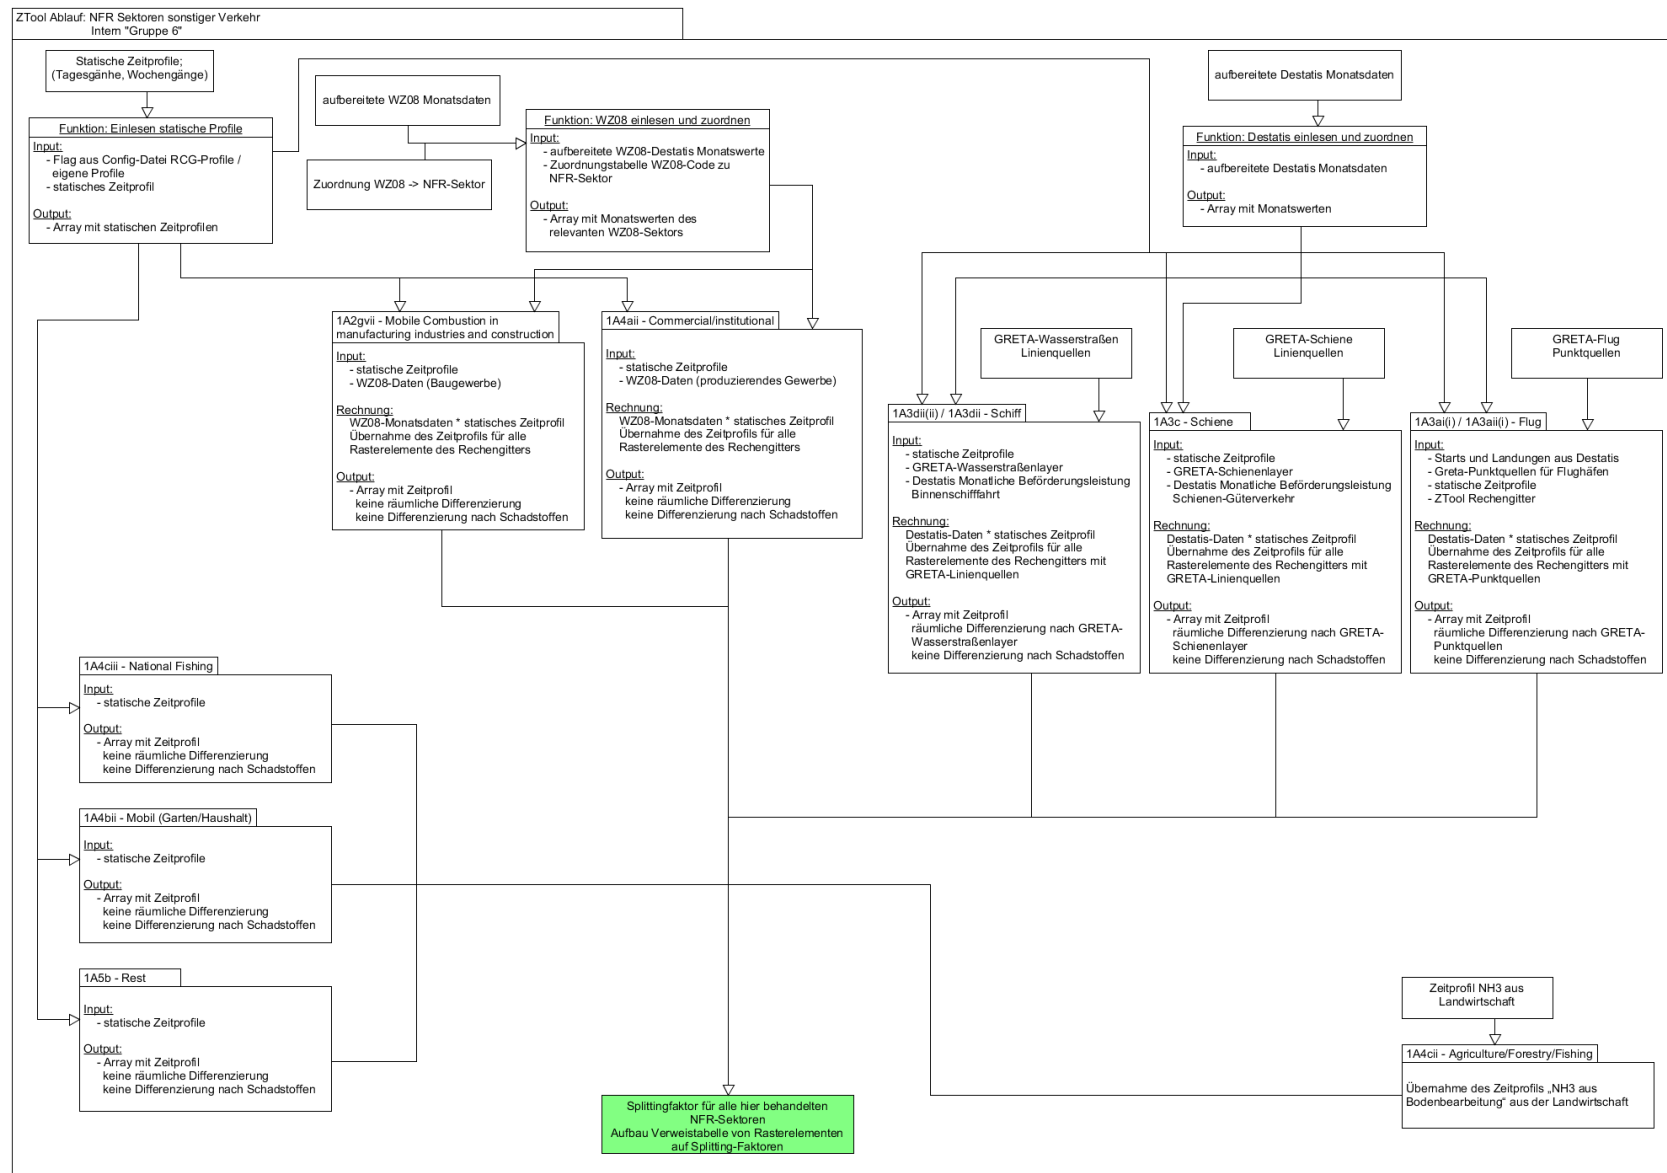 ZTool Ablauf: NFR Sektoren sonstiger Verkehr
Intern "Gruppe 6"
Statische Zeitprofile;
(Tagesgänhe, Wochengänge)
aufbereitete WZ08 Monatsdaten
aufbereitete Destatis Monatsdaten
Funktion: Einlesen statische Profile
Input:
- Flag aus Config-Datei RCG-Profile /
eigene Profile
- statisches Zeitprofil
Output:
- Array mit statischen Zeitprofilen
Zuordnung WZ08 -> NFR-Sektor
Funktion: WZ08 einlesen und zuordnen
Input:
- aufbereitete WZ08-Destatis Monatswerte
- Zuordnungstabelle WZ08-Code zu
NFR-Sektor
Output:
- Array mit Monatswerten des
relevanten WZ08-Sektors
Funktion: Destatis einlesen und zuordnen
Input:
- aufbereitete Destatis Monatsdaten
Output:
- Array mit Monatswerten
1A2gvii - Mobile Combustion in
manufacturing industries and construction
Input:
- statische Zeitprofile
- WZ08-Daten (Baugewerbe)
Rechnung:
WZ08-Monatsdaten * statisches Zeitprofil
Übernahme des Zeitprofils für alle
Rasterelemente des Rechengitters
Output:
- Array mit Zeitprofil
keine räumliche Differenzierung
keine Differenzierung nach Schadstoffen
1A4aii - Commercial/institutional
Input:
- statische Zeitprofile
- WZ08-Daten (produzierendes Gewerbe)
Rechnung:
WZ08-Monatsdaten * statisches Zeitprofil
Übernahme des Zeitprofils für alle
Rasterelemente des Rechengitters
Output:
- Array mit Zeitprofil
keine räumliche Differenzierung
keine Differenzierung nach Schadstoffen
GRETA-Wasserstraßen
Linienquellen
GRETA-Schiene
Linienquellen
GRETA-Flug
Punktquellen
1A3dii(ii) / 1A3dii - Schiff
Input:
- statische Zeitprofile
- GRETA-Wasserstraßenlayer
- Destatis Monatliche Beförderungsleistung
Binnenschifffahrt
Rechnung:
Destatis-Daten * statisches Zeitprofil
Übernahme des Zeitprofils für alle
Rasterelemente des Rechengitters mit
GRETA-Linienquellen
Output:
- Array mit Zeitprofil
räumliche Differenzierung nach GRETA-
Wasserstraßenlayer
keine Differenzierung nach Schadstoffen
1A3c - Schiene
Input:
- statische Zeitprofile
- GRETA-Schienenlayer
- Destatis Monatliche Beförderungsleistung
Schienen-Güterverkehr
Rechnung:
Destatis-Daten * statisches Zeitprofil
Übernahme des Zeitprofils für alle
Rasterelemente des Rechengitters mit
GRETA-Linienquellen
Output:
- Array mit Zeitprofil
räumliche Differenzierung nach GRETA-
Schienenlayer
keine Differenzierung nach Schadstoffen
1A3ai(i) / 1A3aii(i) - Flug
Input:
- Starts und Landungen aus Destatis
- Greta-Punktquellen für Flughäfen
- statische Zeitprofile
- ZTool Rechengitter
Rechnung:
Destatis-Daten * statisches Zeitprofil
Übernahme des Zeitprofils für alle
Rasterelemente des Rechengitters mit
GRETA-Punktquellen
Output:
- Array mit Zeitprofil
räumliche Differenzierung nach GRETA-
Punktquellen
keine Differenzierung nach Schadstoffen
1A4ciii - National Fishing
Input:
- statische Zeitprofile
Output:
- Array mit Zeitprofil
keine räumliche Differenzierung
keine Differenzierung nach Schadstoffen
1A4bii - Mobil (Garten/Haushalt)
Input:
- statische Zeitprofile
Output:
- Array mit Zeitprofil
keine räumliche Differenzierung
keine Differenzierung nach Schadstoffen
1A5b - Rest
Input:
- statische Zeitprofile
Output:
- Array mit Zeitprofil
keine räumliche Differenzierung
keine Differenzierung nach Schadstoffen
Zeitprofil NH3 aus
Landwirtschaft
1A4cii - Agriculture/Forestry/Fishing
Übernahme des Zeitprofils „NH3 aus
Bodenbearbeitung“ aus der Landwirtschaft
Splittingfaktor für alle hier behandelten
NFR-Sektoren
Aufbau Verweistabelle von Rasterelementen
auf Splitting-Faktoren